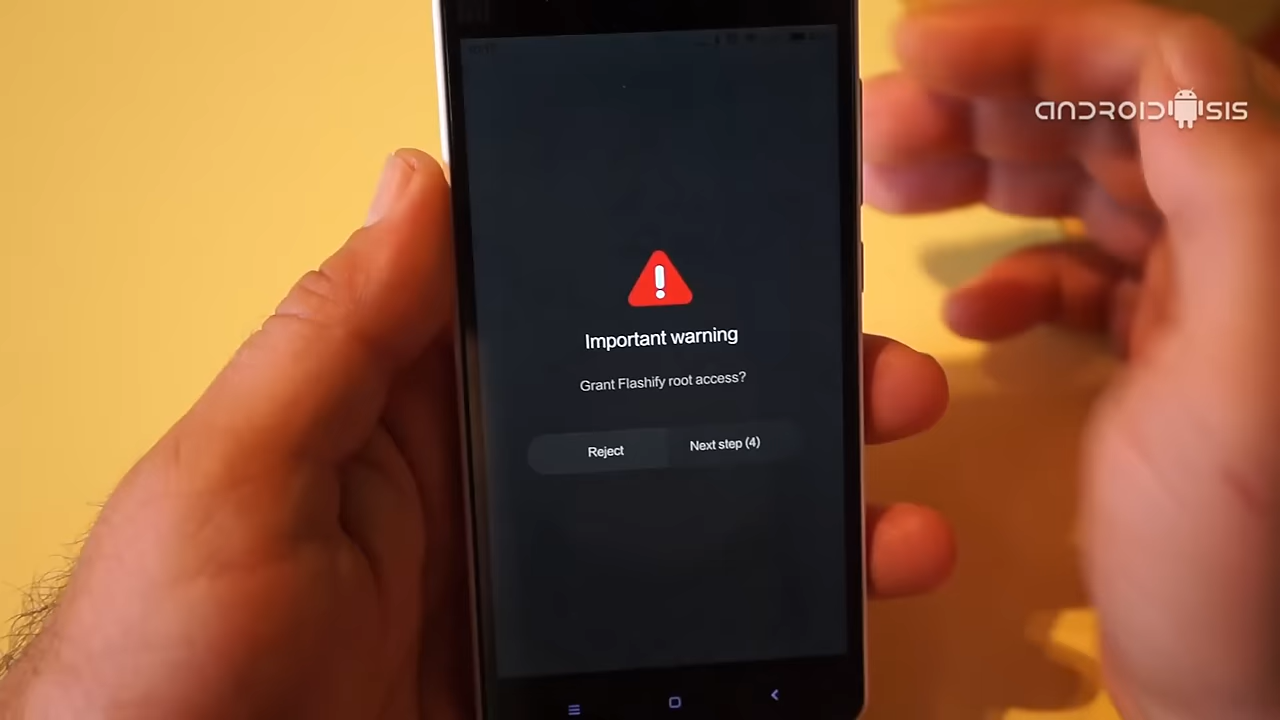 ANDROIDSIS
Important warning
Grant Flashify root access?
Reject
Next step (4)